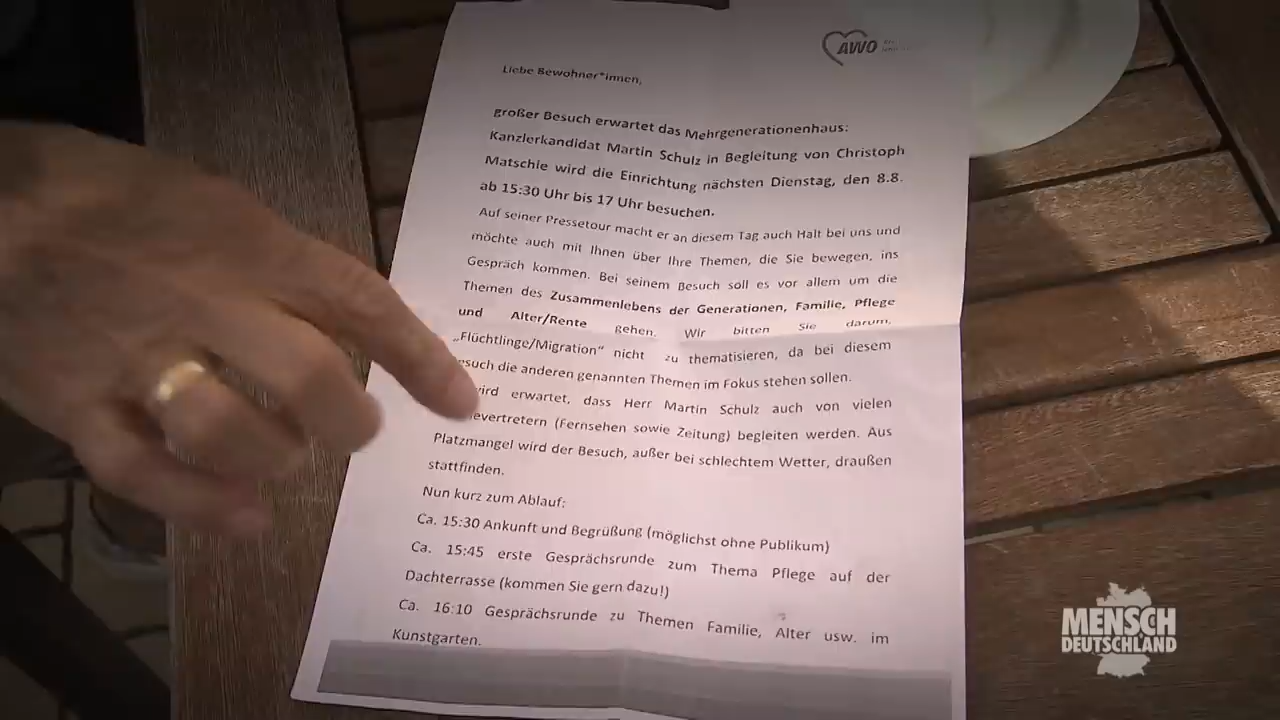 AWO
Liebe Bewohner*innen,
großer Besuch erwartet das Mehrgenerationenhaus:
Kanzlerkandidat Martin Schulz in Begleitung von Christoph
Matschie wird die Einrichtung nächsten Dienstag, den 8.8.
ab 15:30 Uhr bis 17 Uhr besuchen.
Auf seiner Pressetour macht er an diesem Tag auch Halt bei uns und
möchte auch mit Ihnen über Ihre Themen, die Sie bewegen, ins
Gespräch kommen. Bei seinem Besuch soll es vor allem um die
Themen des Zusammenlebens der Generationen, Familie, Pflege
und Alter/Rente gehen. Wir bitten Sie darum,
„Flüchtlinge/Migration“ nicht zu thematisieren, da bei diesem
esuch die anderen genannten Themen im Fokus stehen sollen.
wird erwartet, dass Herr Martin Schulz auch von vielen
evertretern (Fernsehen sowie Zeitung) begleiten werden. Aus
Platzmangel wird der Besuch, außer bei schlechtem Wetter, draußen
stattfinden.
Nun kurz zum Ablauf:
Ca. 15:30 Ankunft und Begrüßung (möglichst ohne Publikum)
Ca. 15:45 erste Gesprächsrunde zum Thema Pflege auf der
Dachterrasse (kommen Sie gern dazu!)
Ca. 16:10 Gesprächsrunde zu Themen Familie, Alter usw. im
Kunstgarten.
MENSCH
DEUTSCHLAND